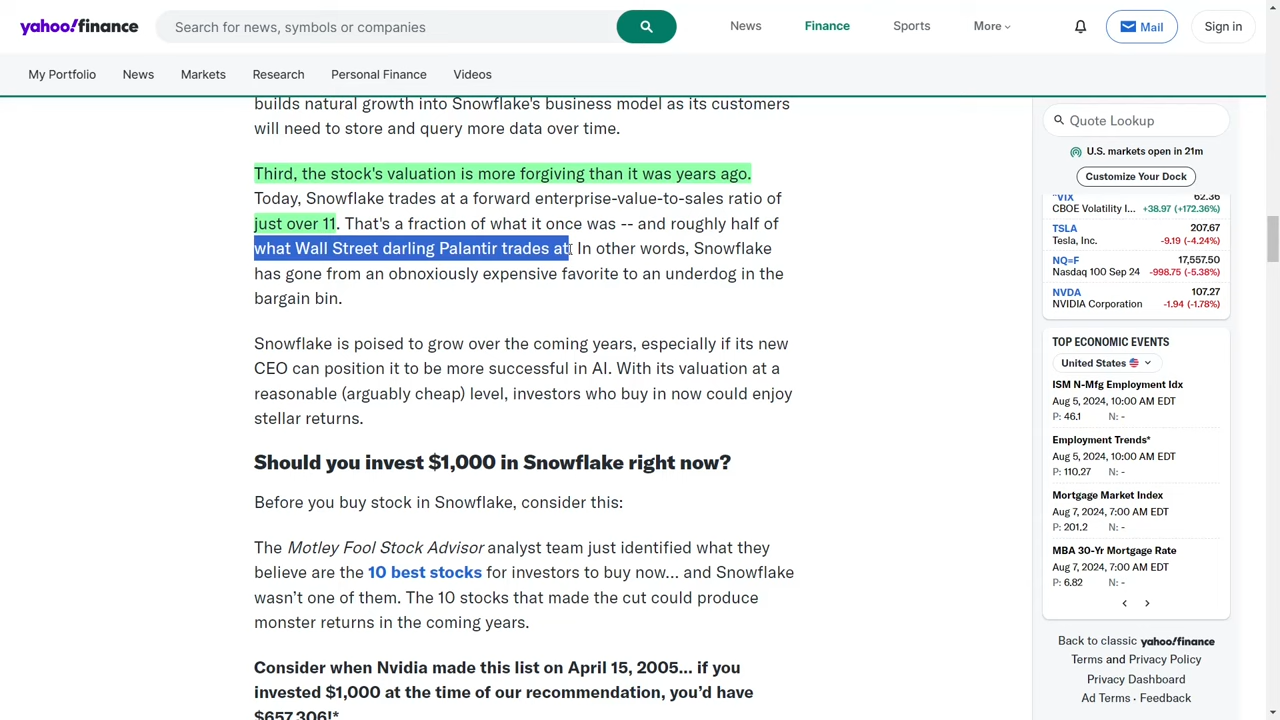 yahoo!finance
Search for news, symbols or companies
News
Finance
Sports
More
Mail
Sign in
My Portfolio
News
Markets
Research
Personal Finance
Videos
builds natural growth into Snowflake's business model as its customers
will need to store and query more data over time.
Third, the stock's valuation is more forgiving than it was years ago.
Today, Snowflake trades at a forward enterprise-value-to-sales ratio of
just over 11. That's a fraction of what it once was -- and roughly half of
what Wall Street darling Palantir trades at. In other words, Snowflake
has gone from an obnoxiously expensive favorite to an underdog in the
bargain bin.
Snowflake is poised to grow over the coming years, especially if its new
CEO can position it to be more successful in AI. With its valuation at a
reasonable (arguably cheap) level, investors who buy in now could enjoy
stellar returns.
Should you invest $1,000 in Snowflake right now?
Before you buy stock in Snowflake, consider this:
The Motley Fool Stock Advisor analyst team just identified what they
believe are the 10 best stocks for investors to buy now… and Snowflake
wasn’t one of them. The 10 stocks that made the cut could produce
monster returns in the coming years.
Consider when Nvidia made this list on April 15, 2005... if you
invested $1,000 at the time of our recommendation, you’d have
$657,306!*
Quote Lookup
U.S. markets open in 21m
Customize Your Dock
^VIX 62.36
CBOE Volatility I... +38.97 (+172.36%)
TSLA 207.67
Tesla, Inc. -9.19 (-4.24%)
NQ=F 17,557.50
Nasdaq 100 Sep 24 -998.75 (-5.38%)
NVDA 107.27
NVIDIA Corporation -1.94 (-1.78%)
TOP ECONOMIC EVENTS
United States
ISM N-Mfg Employment Idx
Aug 5, 2024, 10:00 AM EDT
P: 46.1 N: -
Employment Trends*
Aug 5, 2024, 10:00 AM EDT
P: 110.27 N: -
Mortgage Market Index
Aug 7, 2024, 7:00 AM EDT
P: 201.2 N: -
MBA 30-Yr Mortgage Rate
Aug 7, 2024, 7:00 AM EDT
P: 6.82 N: -
Back to classic yahoo!finance
Terms and Privacy Policy
Privacy Dashboard
Ad Terms · Feedback